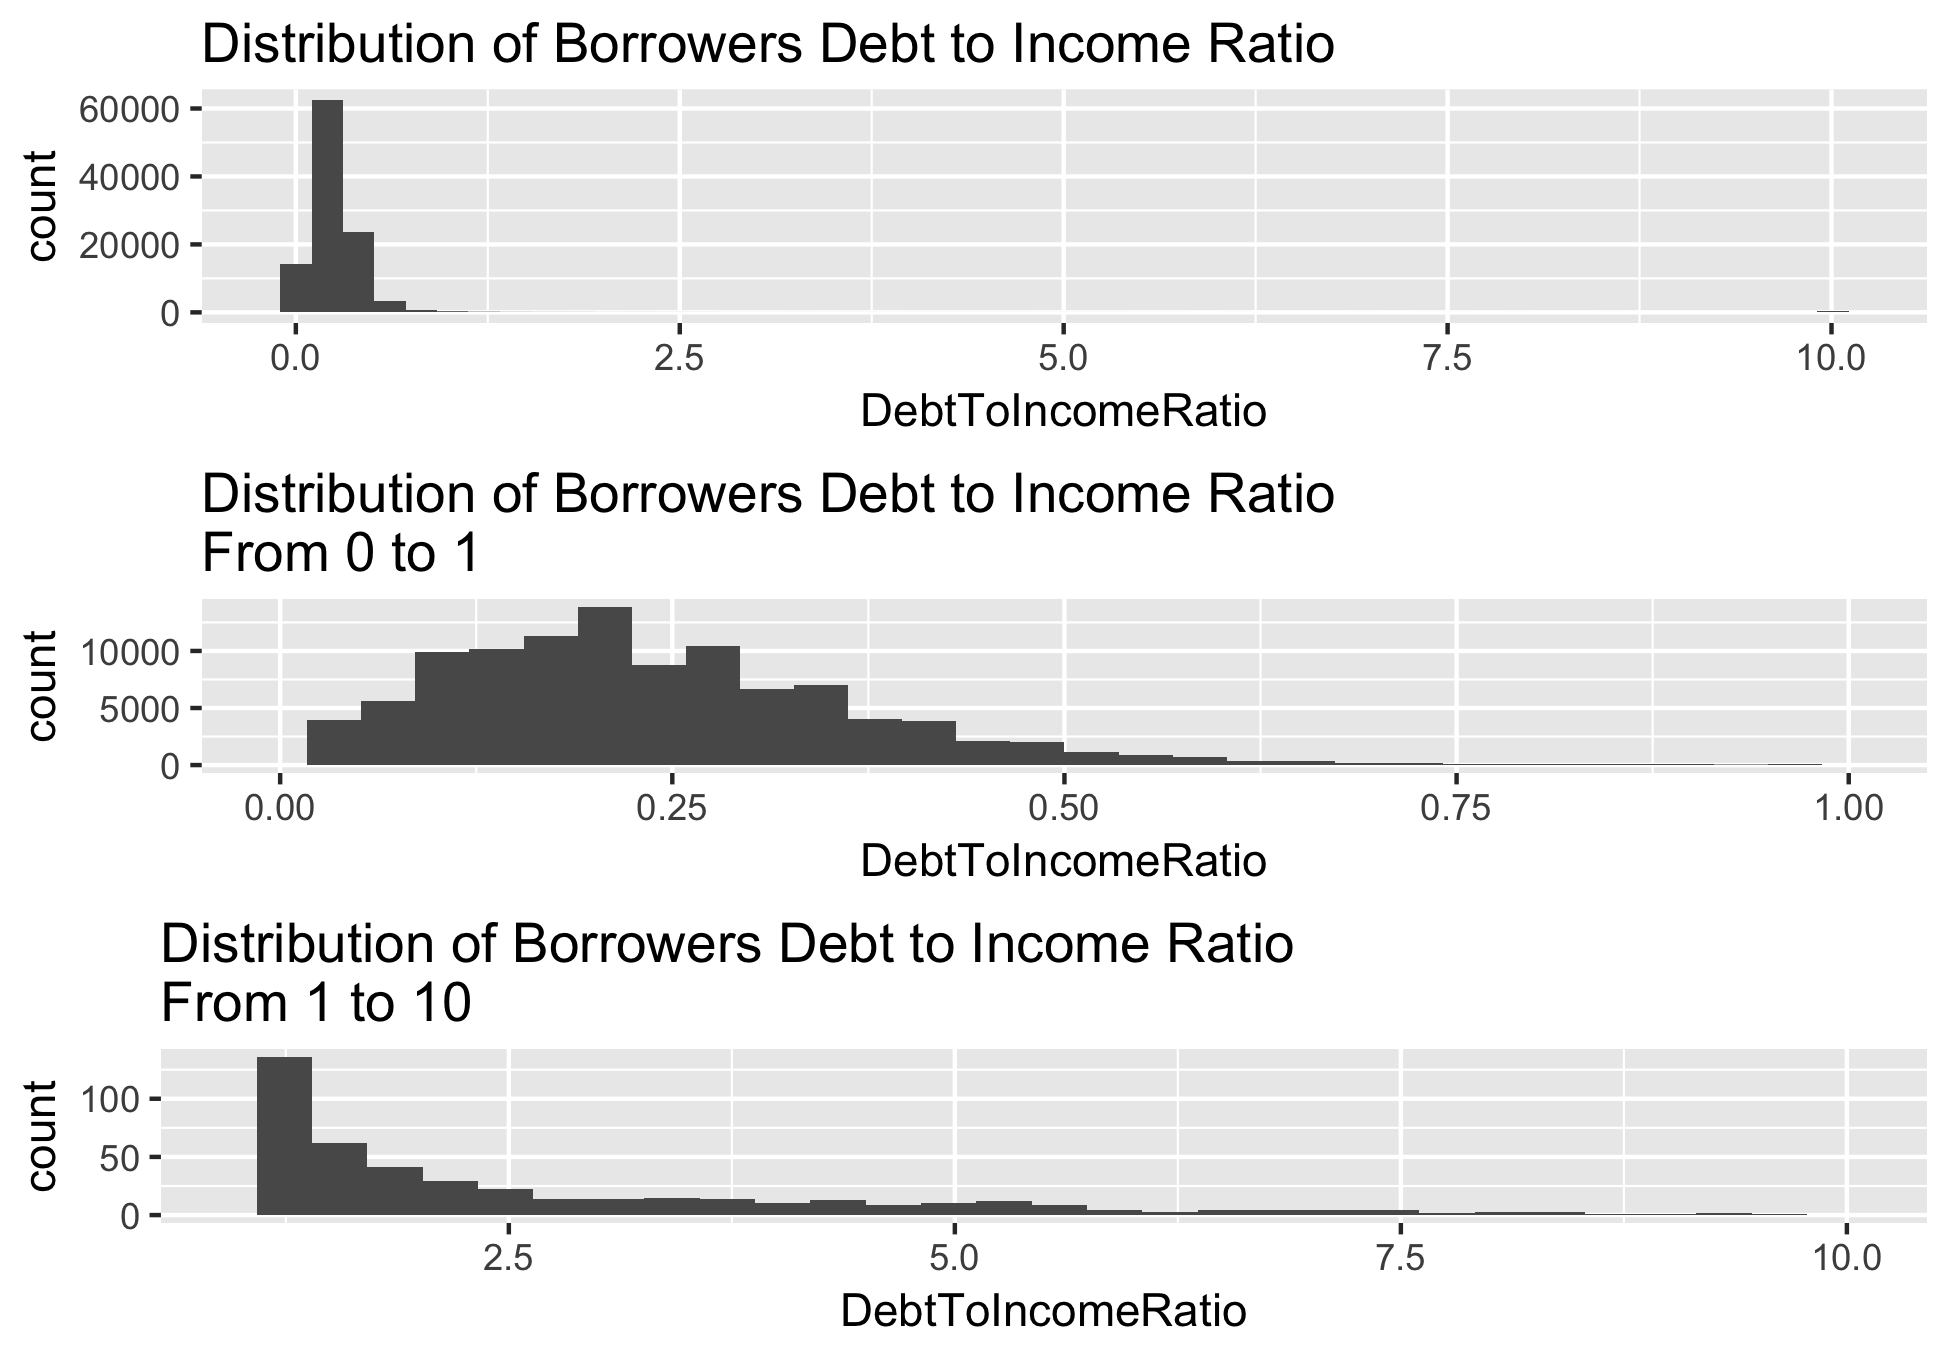 Distribution of Borrowers Debt to Income Ratio
60000
40000
20000
0
count
0.0 2.5 5.0 7.5 10.0
DebtToIncomeRatio
Distribution of Borrowers Debt to Income Ratio
From 0 to 1
10000
5000
0
count
0.00 0.25 0.50 0.75 1.00
DebtToIncomeRatio
Distribution of Borrowers Debt to Income Ratio
From 1 to 10
100
50
0
count
2.5 5.0 7.5 10.0
DebtToIncomeRatio